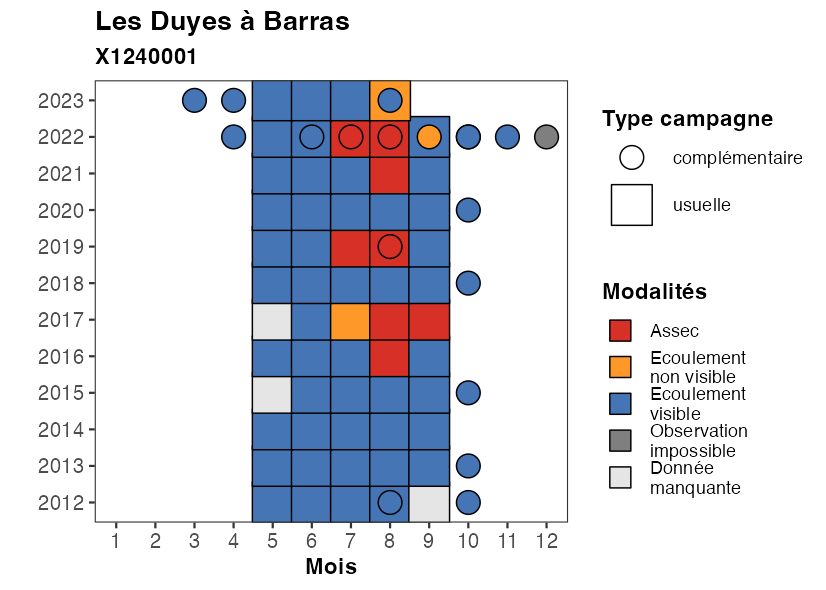 Les Duyes à Barras
X1240001
2023
2022
2021
2020
2019
2018
2017
2016
2015
2014
2013
2012
1 2 3 4 5 6 7 8 9 10 11 12
Mois
Type campagne
complémentaire
usuelle
Modalités
Assec
Ecoulement
non visible
Ecoulement
visible
Observation
impossible
Donnée
manquante